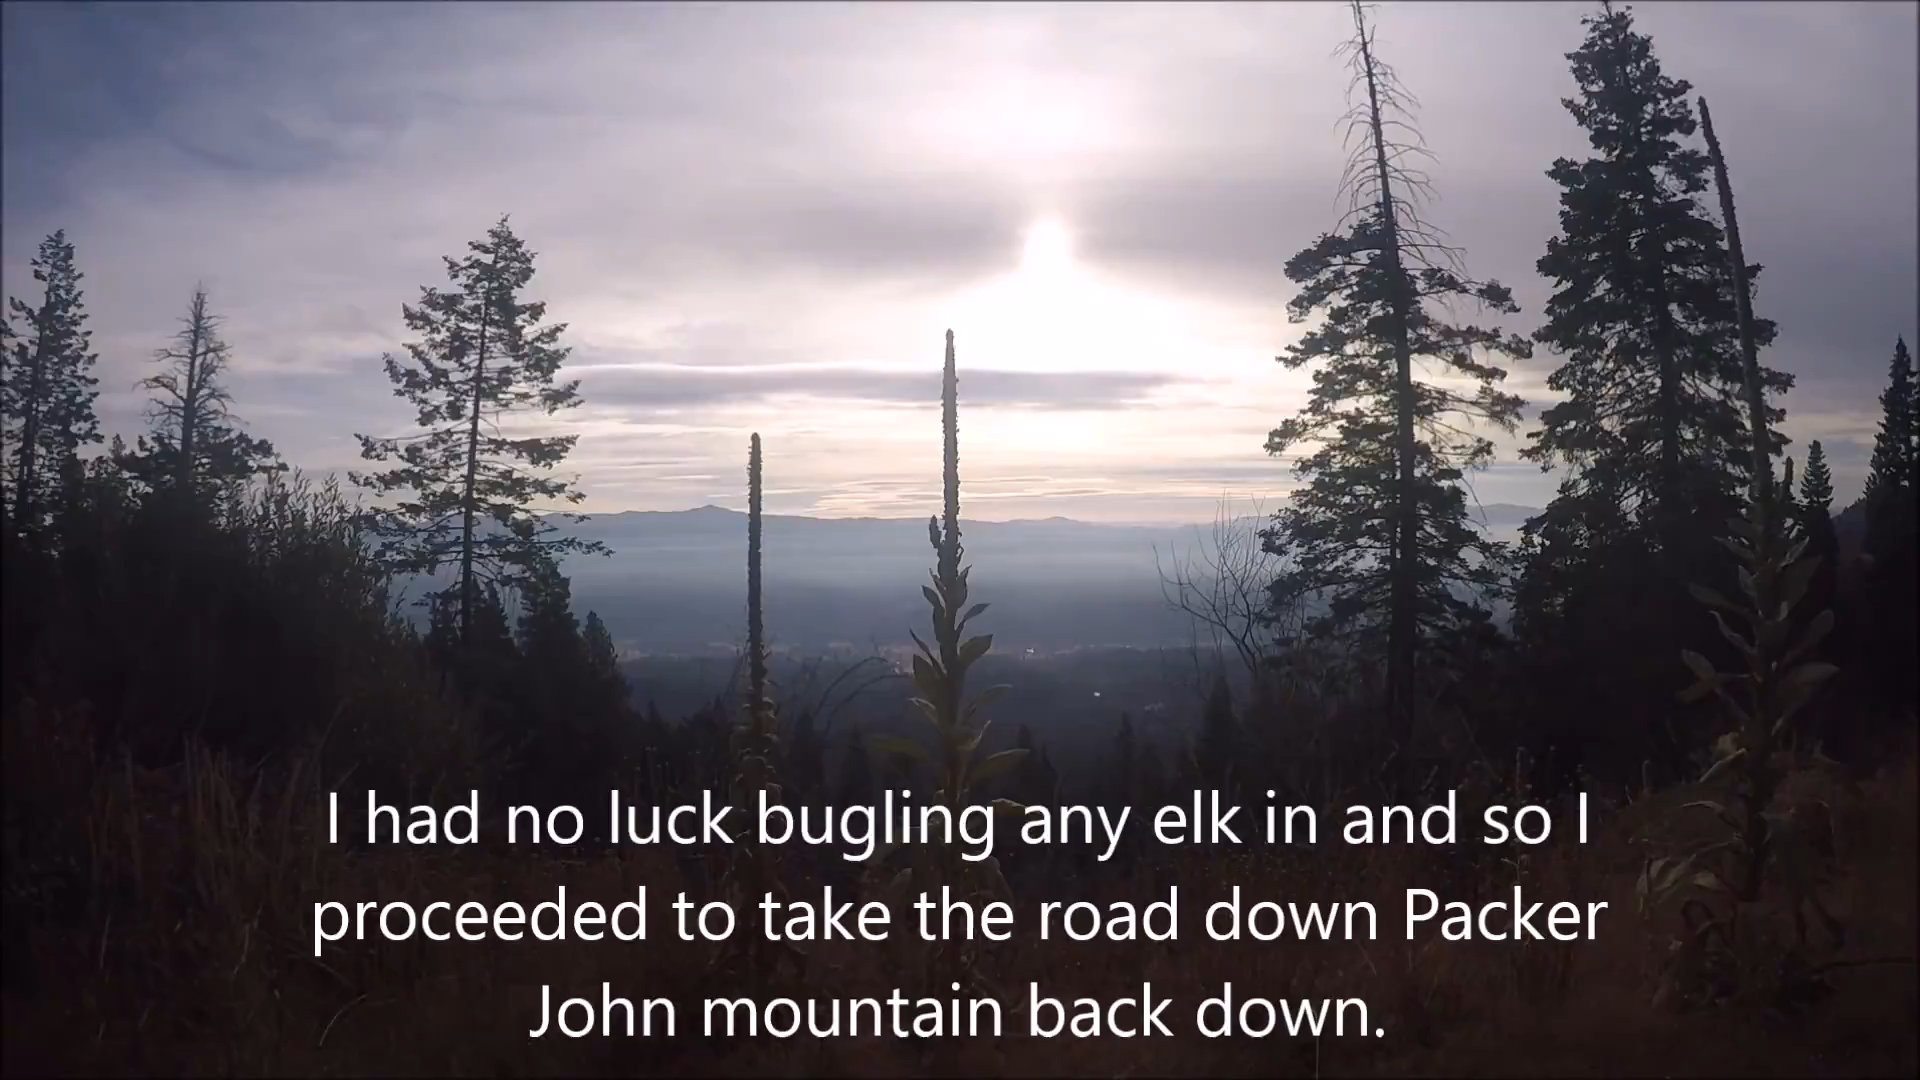 I had no luck bugling any elk in and so I
proceeded to take the road down Packer
John mountain back down.